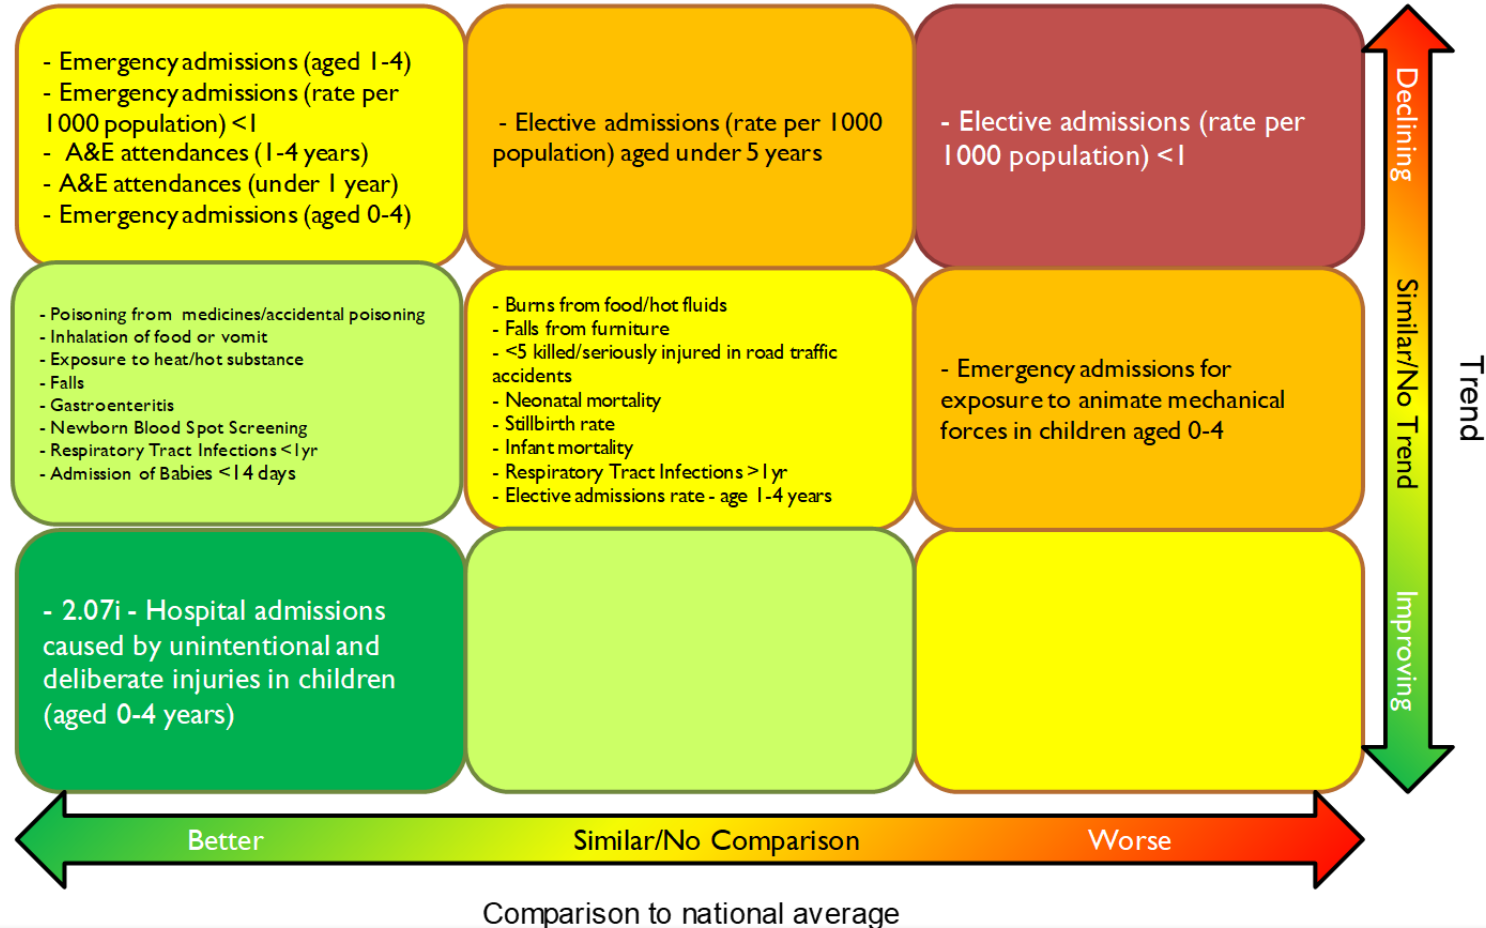 - Emergency admissions (aged 1-4)
- Emergency admissions (rate per
1000 population) <1
- A&E attendances (1-4 years)
- A&E attendances (under 1 year)
- Emergency admissions (aged 0-4)
- Elective admissions (rate per 1000
population) aged under 5 years
- Elective admissions (rate per
1000 population) <1
- Poisoning from medicines/accidental poisoning
- Inhalation of food or vomit
- Exposure to heat/hot substance
- Falls
- Gastroenteritis
- Newborn Blood Spot Screening
- Respiratory Tract Infections <1yr
- Admission of Babies <14 days
- Burns from food/hot fluids
- Falls from furniture
- <5 killed/seriously injured in road traffic
accidents
- Neonatal mortality
- Stillbirth rate
- Infant mortality
- Respiratory Tract Infections >1yr
- Elective admissions rate - age 1-4 years
- Emergency admissions for
exposure to animate mechanical
forces in children aged 0-4
- 2.07i - Hospital admissions
caused by unintentional and
deliberate injuries in children
(aged 0-4 years)
Declining
Similar/No Trend
Improving
Trend
Better
Similar/No Comparison
Worse
Comparison to national average